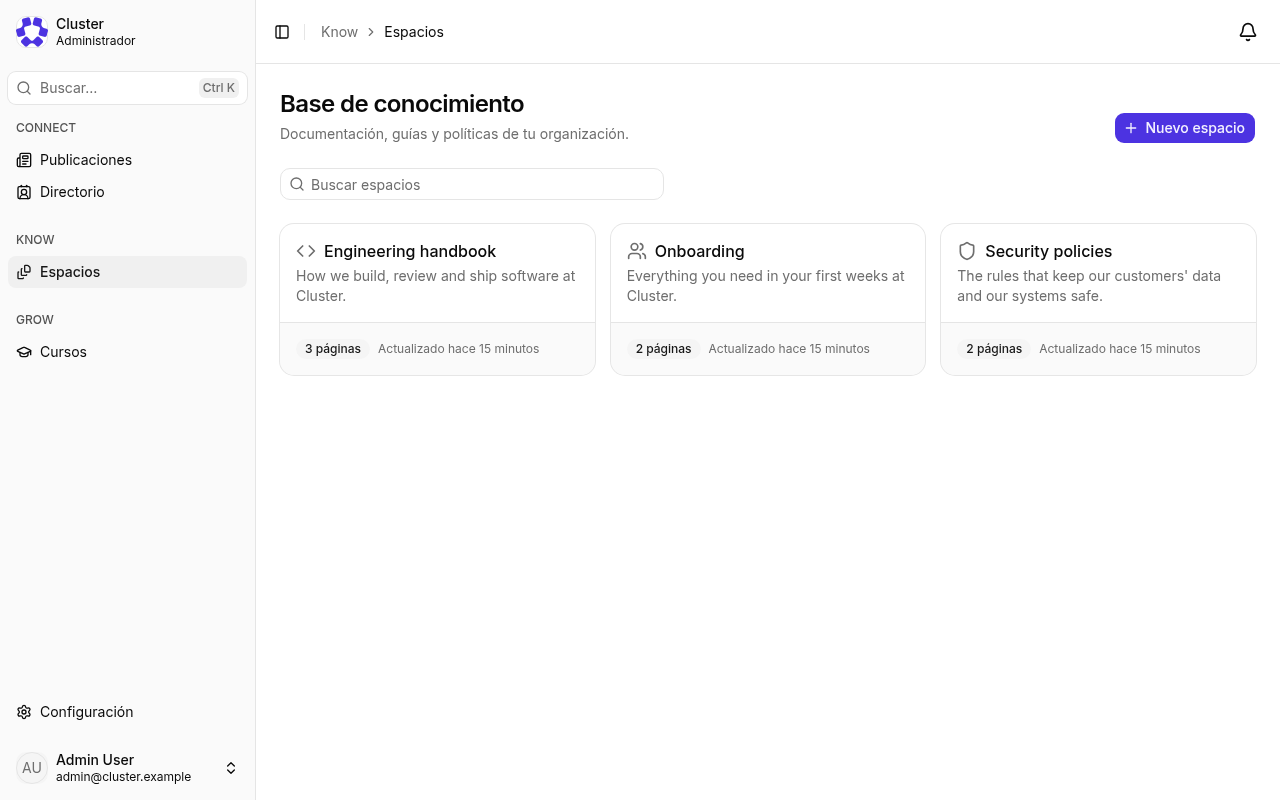 Cluster
Administrador
Buscar...
Ctrl K
CONNECT
Publicaciones
Directorio
KNOW
Espacios
GROW
Cursos
Configuración
AU
Admin User
admin@cluster.example
Know
Espacios
Base de conocimiento
Documentación, guías y políticas de tu organización.
Nuevo espacio
Buscar espacios
Engineering handbook
How we build, review and ship software at
Cluster.
3 páginas
Actualizado hace 15 minutos
Onboarding
Everything you need in your first weeks at
Cluster.
2 páginas
Actualizado hace 15 minutos
Security policies
The rules that keep our customers' data
and our systems safe.
2 páginas
Actualizado hace 15 minutos